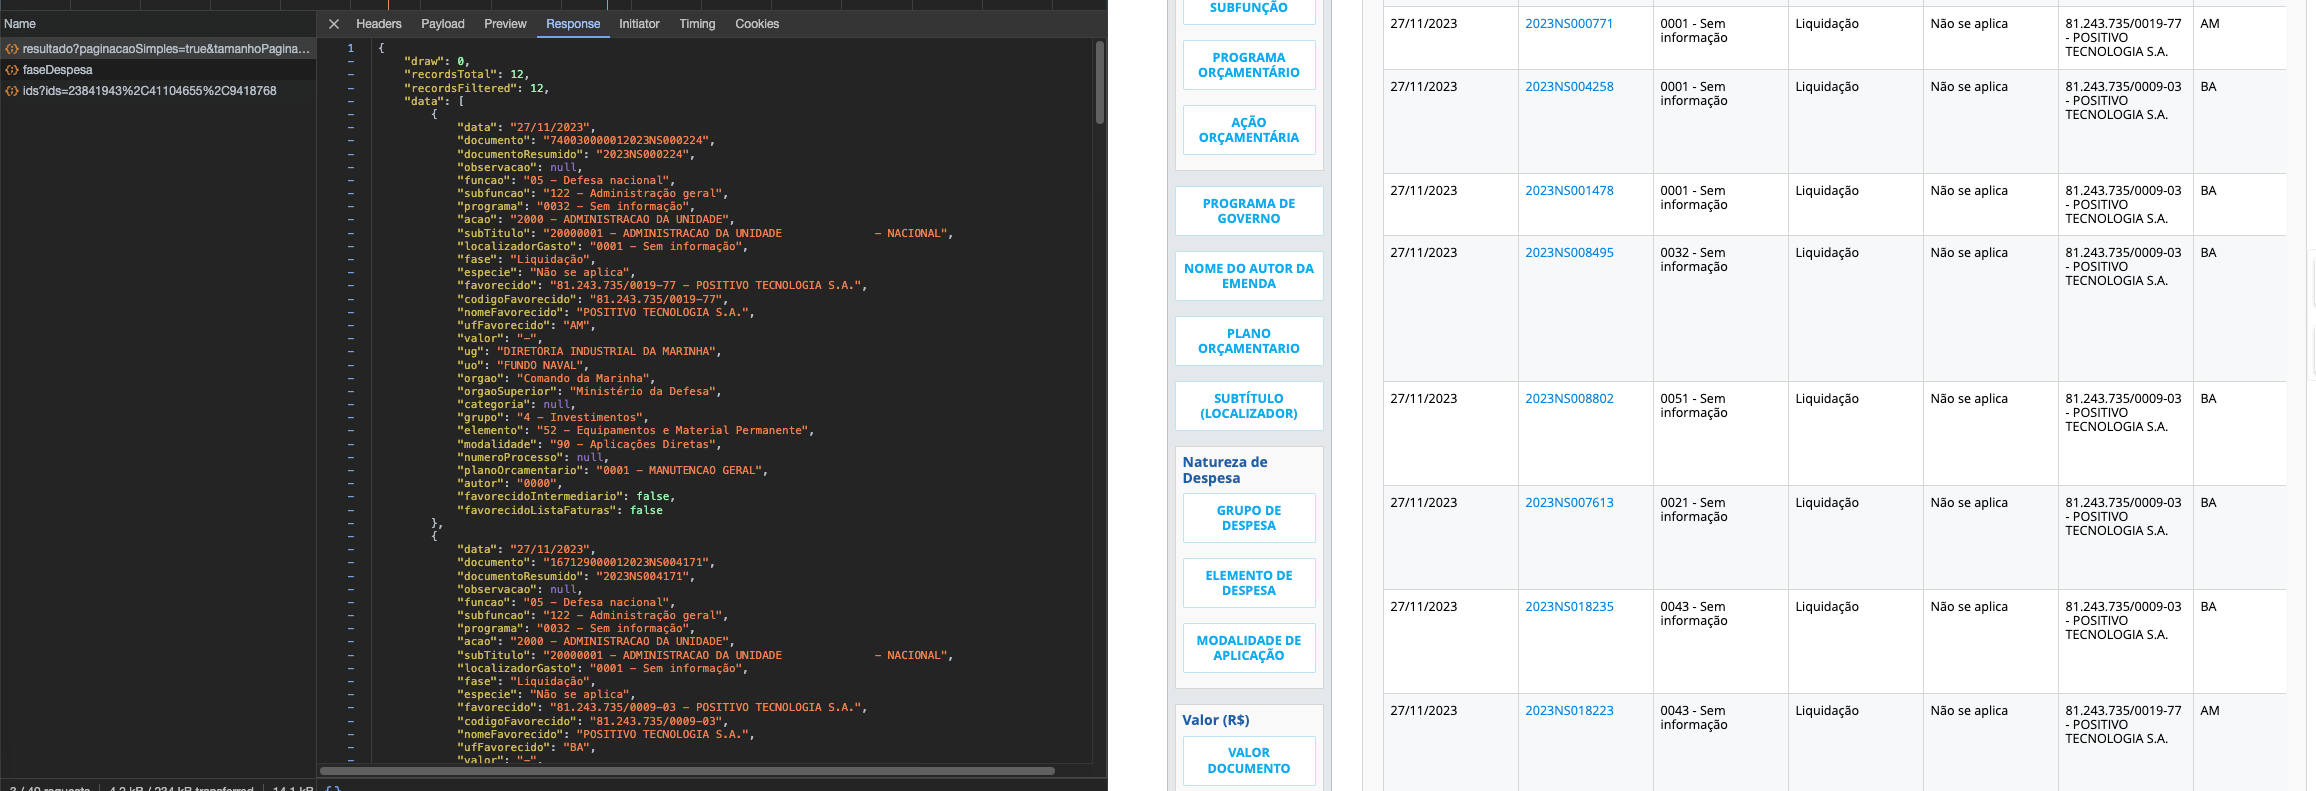 Name
resultado?paginacaoSimples=true&tamanhoPagina...
faseDespesa
ids?ids=23841943%2C41104655%2C9418768
Headers Payload Preview Response Initiator Timing Cookies
1 {
"draw": 0,
"recordsTotal": 12,
"recordsFiltered": 12,
"data": [
{
"data": "27/11/2023",
"documento": "740030000012023NS000224",
"documentoResumido": "2023NS000224",
"observacao": null,
"funcao": "05 - Defesa nacional",
"subfuncao": "122 - Administração geral",
"programa": "0032 - Sem informação",
"acao": "2000 - ADMINISTRACAO DA UNIDADE",
"subTitulo": "20000001 - ADMINISTRACAO DA UNIDADE - NACIONAL",
"localizadorGasto": "0001 - Sem informação",
"fase": "Liquidação",
"especie": "Não se aplica",
"favorecido": "81.243.735/0019-77 - POSITIVO TECNOLOGIA S.A.",
"codigoFavorecido": "81.243.735/0019-77",
"nomeFavorecido": "POSITIVO TECNOLOGIA S.A.",
"ufFavorecido": "AM",
"valor": "-",
"ug": "DIRETORIA INDUSTRIAL DA MARINHA",
"uo": "FUNDO NAVAL",
"orgao": "Comando da Marinha",
"orgaoSuperior": "Ministério da Defesa",
"categoria": null,
"grupo": "4 - Investimentos",
"elemento": "52 - Equipamentos e Material Permanente",
"modalidade": "90 - Aplicações Diretas",
"numeroProcesso": null,
"planoOrcamentario": "0001 - MANUTENCAO GERAL",
"autor": "0000",
"favorecidoIntermediario": false,
"favorecidoListaFaturas": false
},
{
"data": "27/11/2023",
"documento": "167129000012023NS004171",
"documentoResumido": "2023NS004171",
"observacao": null,
"funcao": "05 - Defesa nacional",
"subfuncao": "122 - Administração geral",
"programa": "0032 - Sem informação",
"acao": "2000 - ADMINISTRACAO DA UNIDADE",
"subTitulo": "20000001 - ADMINISTRACAO DA UNIDADE - NACIONAL",
"localizadorGasto": "0001 - Sem informação",
"fase": "Liquidação",
"especie": "Não se aplica",
"favorecido": "81.243.735/0009-03 - POSITIVO TECNOLOGIA S.A.",
"codigoFavorecido": "81.243.735/0009-03",
"nomeFavorecido": "POSITIVO TECNOLOGIA S.A.",
"ufFavorecido": "BA",
"valor": "-",
3 / 40 requests 4.2 kB / 234 kB transferred 14.1 kB {}
SUBFUNÇÃO
PROGRAMA
ORÇAMENTÁRIO
AÇÃO
ORÇAMENTÁRIA
PROGRAMA DE
GOVERNO
NOME DO AUTOR DA
EMENDA
PLANO
ORÇAMENTARIO
SUBTÍTULO
(LOCALIZADOR)
Natureza de
Despesa
GRUPO DE
DESPESA
ELEMENTO DE
DESPESA
MODALIDADE DE
APLICAÇÃO
Valor (R$)
VALOR
DOCUMENTO
27/11/2023 2023NS000771 0001 - Sem Liquidação Não se aplica 81.243.735/0019-77 AM
informação - POSITIVO
TECNOLOGIA S.A.
27/11/2023 2023NS004258 0001 - Sem Liquidação Não se aplica 81.243.735/0009-03 BA
informação - POSITIVO
TECNOLOGIA S.A.
27/11/2023 2023NS001478 0001 - Sem Liquidação Não se aplica 81.243.735/0009-03 BA
informação - POSITIVO
TECNOLOGIA S.A.
27/11/2023 2023NS008495 0032 - Sem Liquidação Não se aplica 81.243.735/0009-03 BA
informação - POSITIVO
TECNOLOGIA S.A.
27/11/2023 2023NS008802 0051 - Sem Liquidação Não se aplica 81.243.735/0009-03 BA
informação - POSITIVO
TECNOLOGIA S.A.
27/11/2023 2023NS007613 0021 - Sem Liquidação Não se aplica 81.243.735/0009-03 BA
informação - POSITIVO
TECNOLOGIA S.A.
27/11/2023 2023NS018235 0043 - Sem Liquidação Não se aplica 81.243.735/0009-03 BA
informação - POSITIVO
TECNOLOGIA S.A.
27/11/2023 2023NS018223 0043 - Sem Liquidação Não se aplica 81.243.735/0019-77 AM
informação - POSITIVO
TECNOLOGIA S.A.